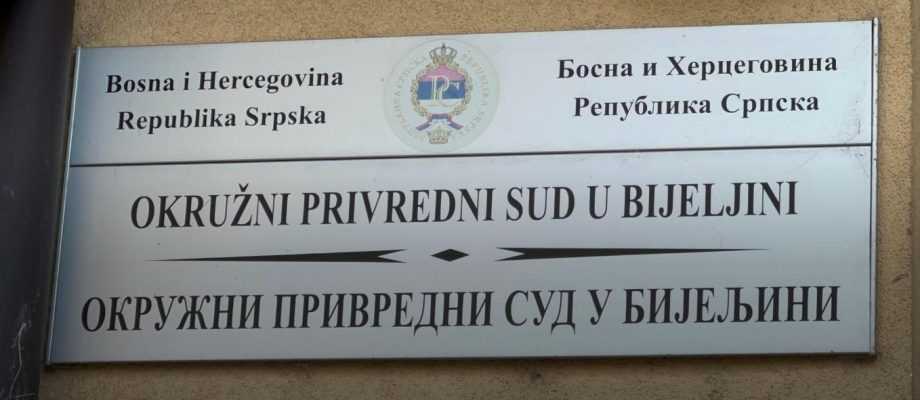 Bosna i Hercegovina
Republika Srpska
Босна и Херцеговина
Република Српска
OKRUŽNI PRIVREDNI SUD U BIJELJINI
ОКРУЖНИ ПРИВРЕДНИ СУД У БИЈЕЉИНИ